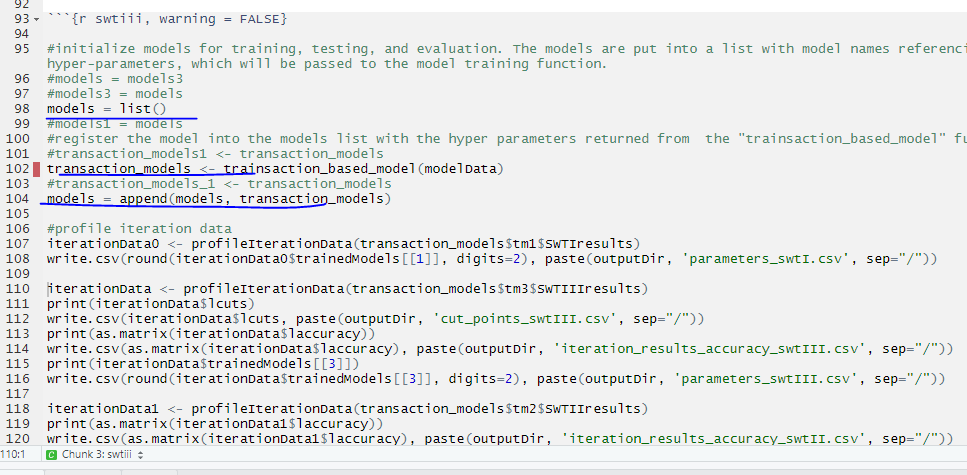 92
93 ```{r swtiii, warning = FALSE}
94
95 #initialize models for training, testing, and evaluation. The models are put into a list with model names
hyper-parameters, which will be passed to the model training function.
96 #models = models3
97 #models3 = models
98 models = list()
99 #models1 = models
100 #register the model into the models list with the hyper parameters returned from  the "trainsaction_based_model"
101 #transaction_models1 <- transaction_models
102 transaction_models <- trainsaction_based_model(modelData)
103 #transaction_models_1 <- transaction_models
104 models = append(models, transaction_models)
105
106 #profile iteration data
107 iterationData0 <- profileIterationData(transaction_models$tm1$SWTIresults)
108 write.csv(round(iterationData0$trainedModels[[1]], digits=2), paste(outputDir, 'parameters_swtI.csv', sep="/"))
109
110 iterationData <- profileIterationData(transaction_models$tm3$SWTIIIresults)
111 print(iterationData$lcuts)
112 write.csv(iterationData$lcuts, paste(outputDir, 'cut_points_swtIII.csv', sep="/"))
113 print(as.matrix(iterationData$laccuracy))
114 write.csv(as.matrix(iterationData$laccuracy), paste(outputDir, 'iteration_results_accuracy_swtIII.csv', sep="/"))
115 print(iterationData$trainedModels[[3]])
116 write.csv(round(iterationData$trainedModels[[3]], digits=2), paste(outputDir, 'parameters_swtIII.csv', sep="/"))
117
118 iterationData1 <- profileIterationData(transaction_models$tm2$SWTIIresults)
119 print(as.matrix(iterationData1$laccuracy))
120 write.csv(as.matrix(iterationData1$laccuracy), paste(outputDir, 'iteration_results_accuracy_swtII.csv', sep="/"))
110:1 C Chunk 3: swtiii